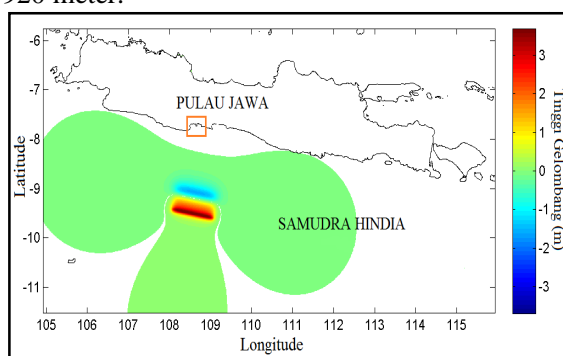 920 meter.
-6
-7
-8
-9
-10
-11
Latitude
PULAU JAWA
SAMUDRA HINDIA
105 106 107 108 109 110 111 112 113 114 115
Longitude
3
2
1
0
-1
-2
-3
Tinggi Gelombang (m)